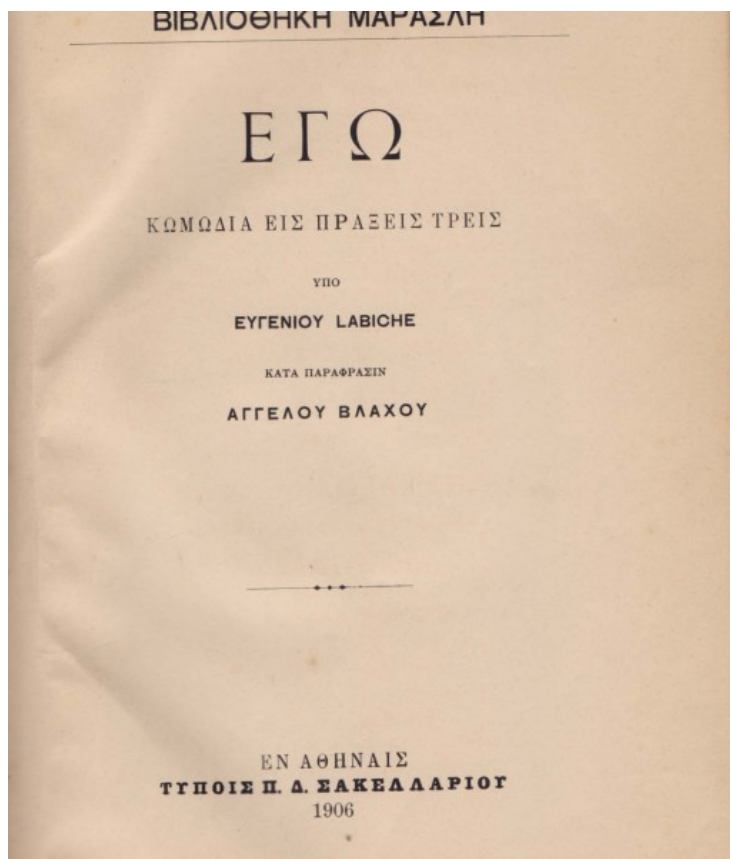 ΒΙΒΛΙΟΘΗΚΗ ΜΑΡΑΣΛΗ
ΕΓΩ
ΚΩΜΩΔΙΑ ΕΙΣ ΠΡΑΞΕΙΣ ΤΡΕΙΣ
ΥΠΟ
ΕΥΓΕΝΙΟΥ LABICHE
ΚΑΤΑ ΠΑΡΑΦΡΑΣΙΝ
ΑΓΓΕΛΟΥ ΒΛΑΧΟΥ
ΕΝ ΑΘΗΝΑΙΣ
ΤΥΠΟΙΣ Π. Δ. ΣΑΚΕΛΛΑΡΙΟΥ
1906